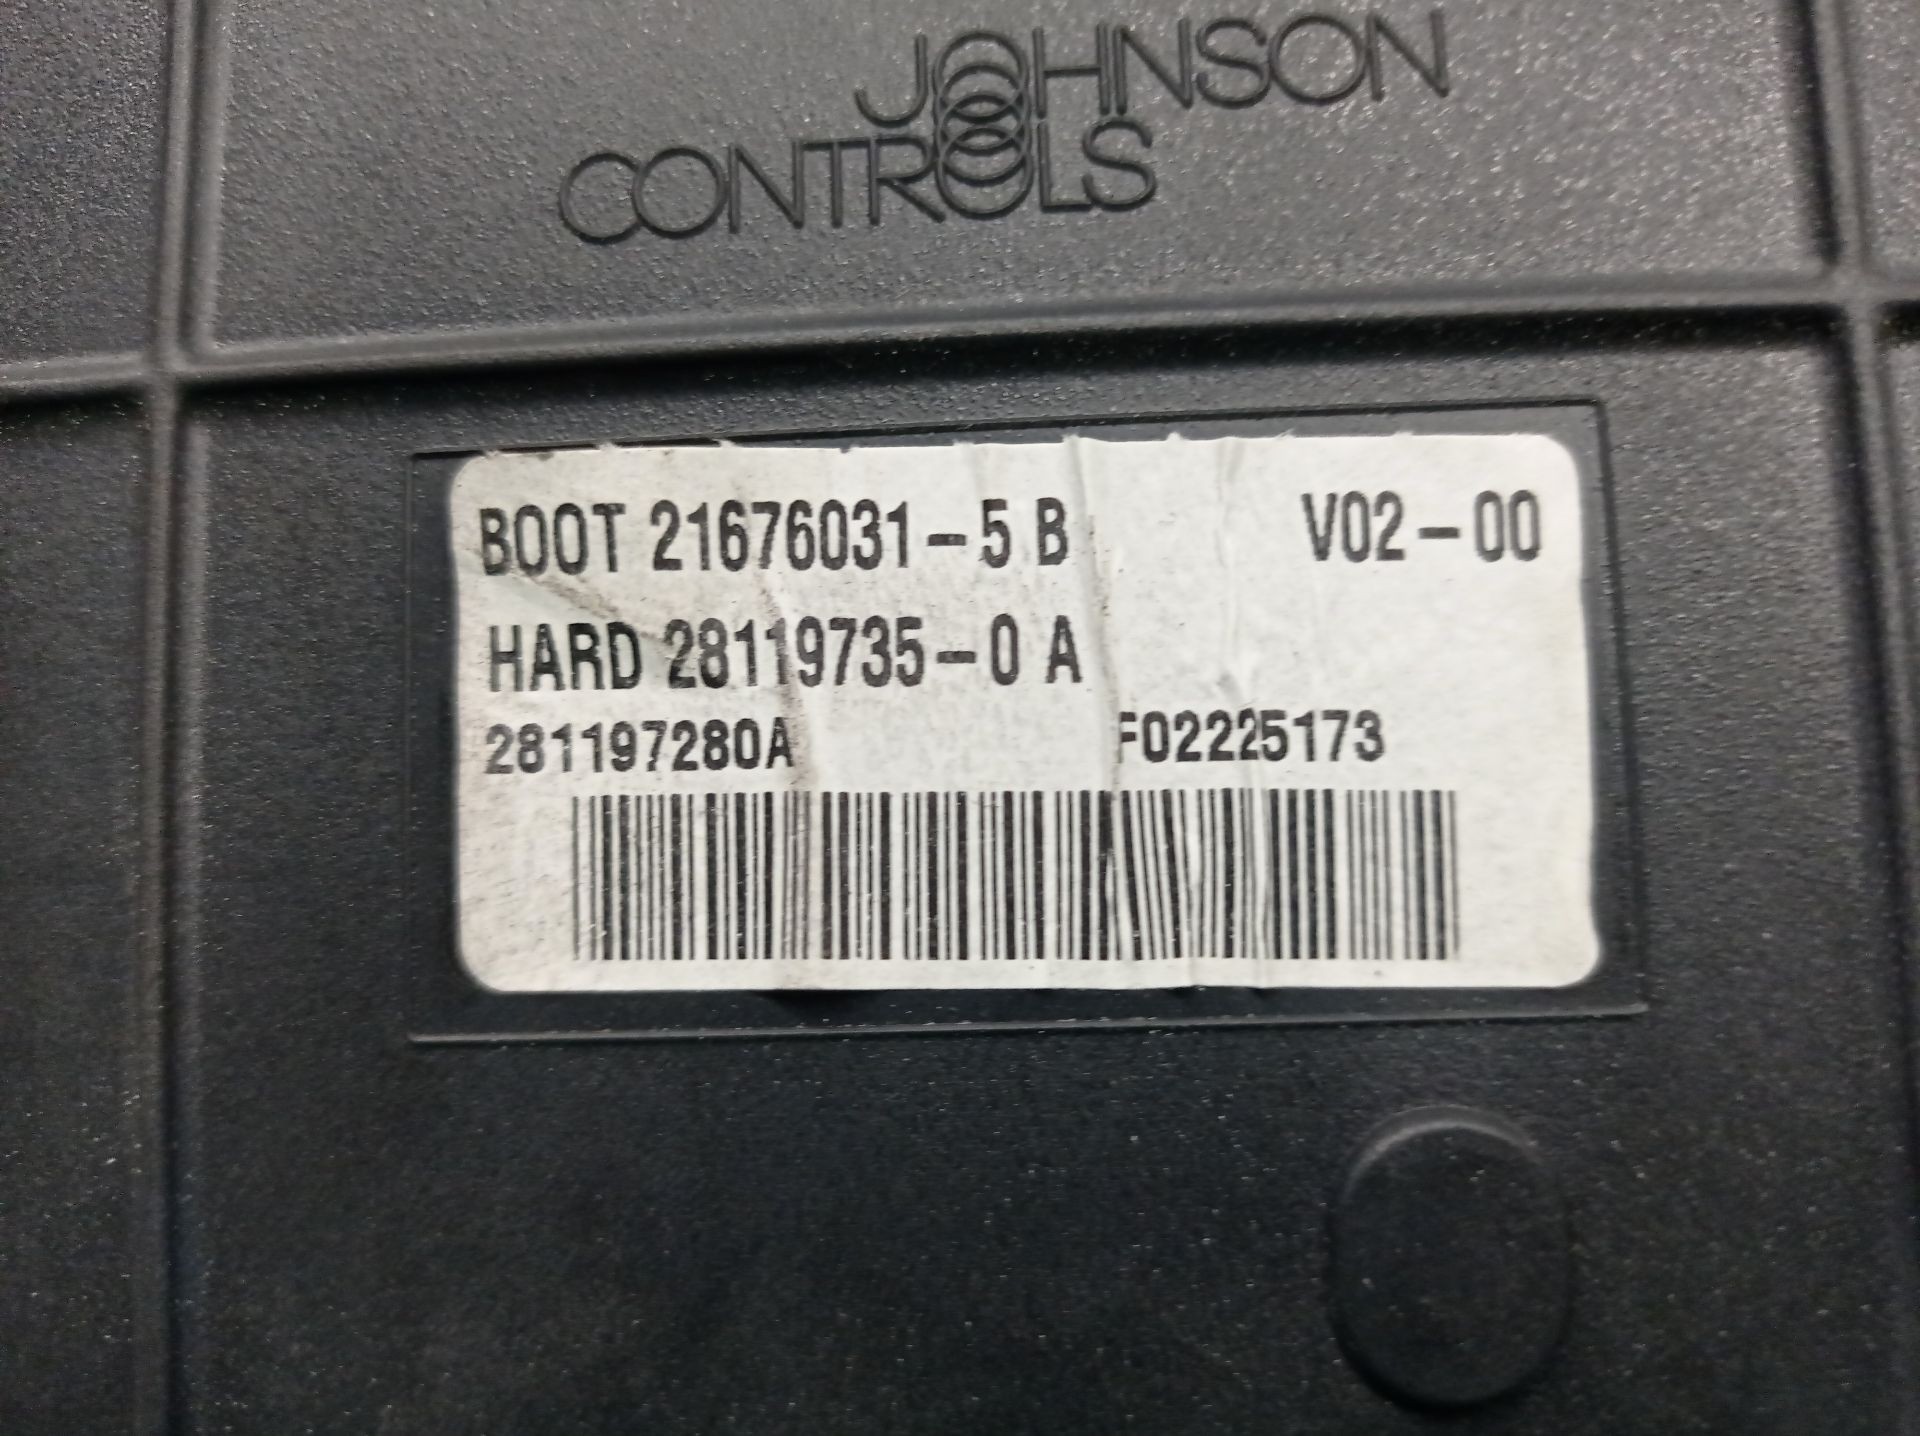 JOHNSON
CONTROLS
BOOT 21676031-5 B V02-00
HARD 28119735-0 A
281197280A F02225173